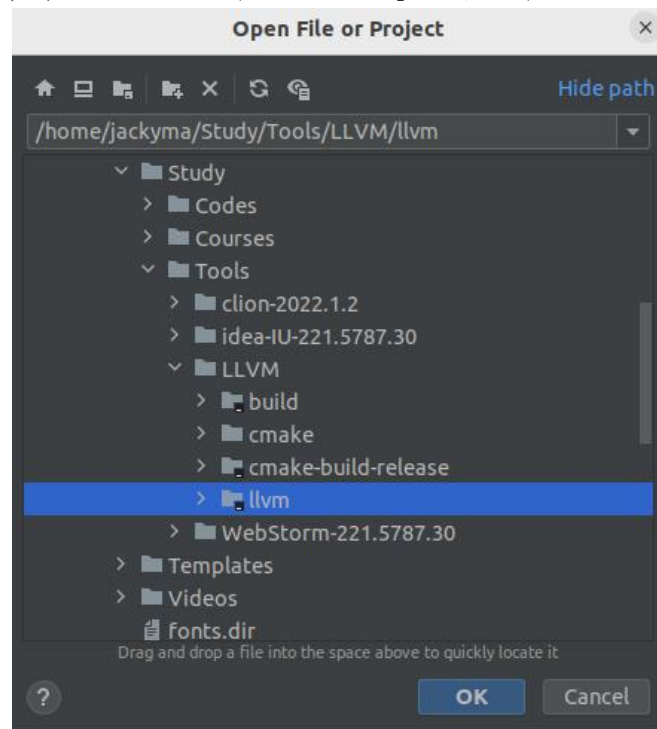 Open File or Project
Hide path
/home/jackyma/Study/Tools/LLVM/llvm
Study
Codes
Courses
Tools
clion-2022.1.2
idea-IU-221.5787.30
LLVM
build
cmake
cmake-build-release
llvm
WebStorm-221.5787.30
Templates
Videos
fonts.dir
Drag and drop a file into the space above to quickly locate it
? OK Cancel